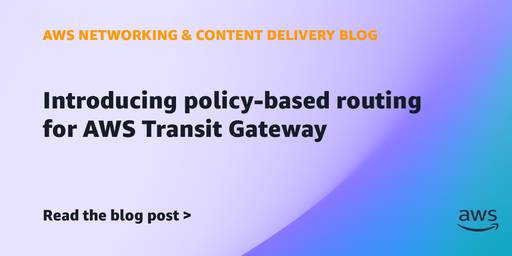 AWS NETWORKING & CONTENT DELIVERY BLOG
Introducing policy-based routing
for AWS Transit Gateway
Read the blog post >
aws